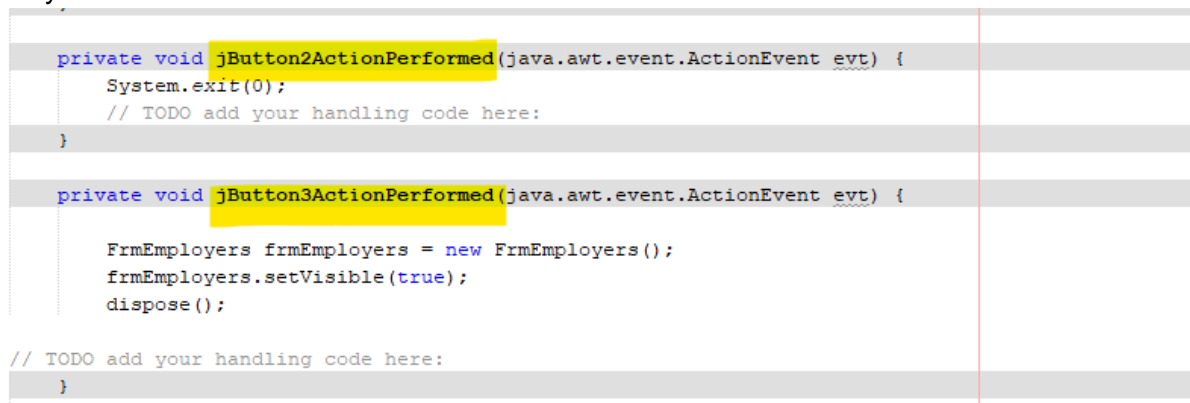 private void jButton2ActionPerformed(java.awt.event.ActionEvent evt) {
System.exit(0);
// TODO add your handling code here:
}
private void jButton3ActionPerformed(java.awt.event.ActionEvent evt) {
FrmEmployers frmEmployers = new FrmEmployers();
frmEmployers.setVisible(true);
dispose();
// TODO add your handling code here:
}